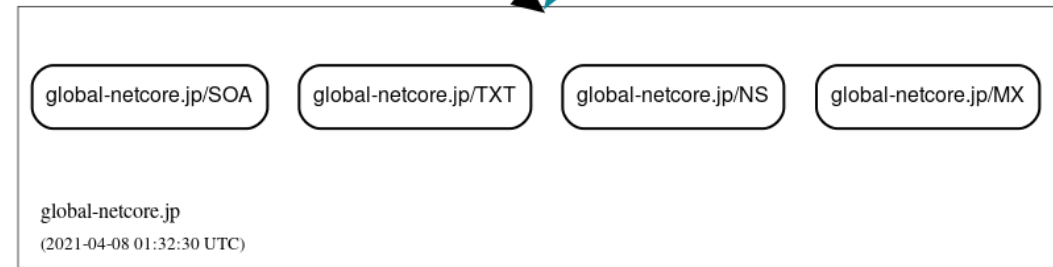 global-netcore.jp/SOA global-netcore.jp/TXT global-netcore.jp/NS global-netcore.jp/MX
global-netcore.jp
(2021-04-08 01:32:30 UTC)